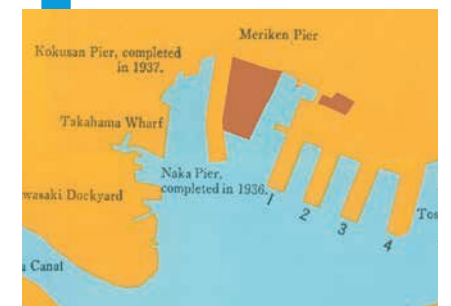 Meriken Pier
Kokusan Pier, completed
in 1937.
Takahama Wharf
Naka Pier,
completed in 1936.
wasaki Dockyard
1
2
3
4
Tos
a Canal